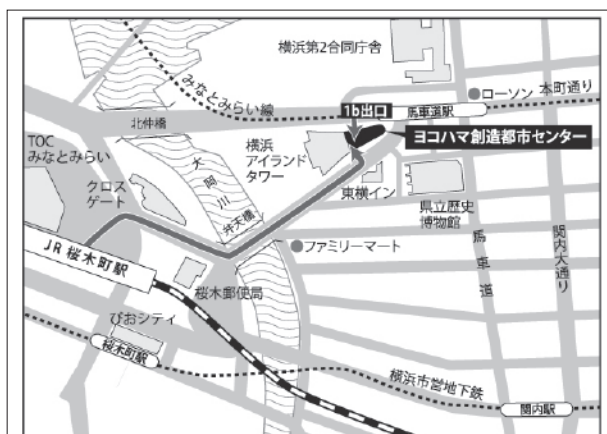 横浜第2合同庁舎
みなとみらい線
ローソン
本町通り
1b出口
馬車道駅
北仲橋
ヨコハマ創造都市センター
TOC
みなとみらい
横浜
アイランド
タワー
クロス
ゲート
大岡川
弁天橋
東横イン
県立歴史
博物館
ファミリーマート
馬車道
関内大通り
JR桜木町駅
桜木郵便局
ぴおシティ
桜木町駅
横浜市営地下鉄
関内駅